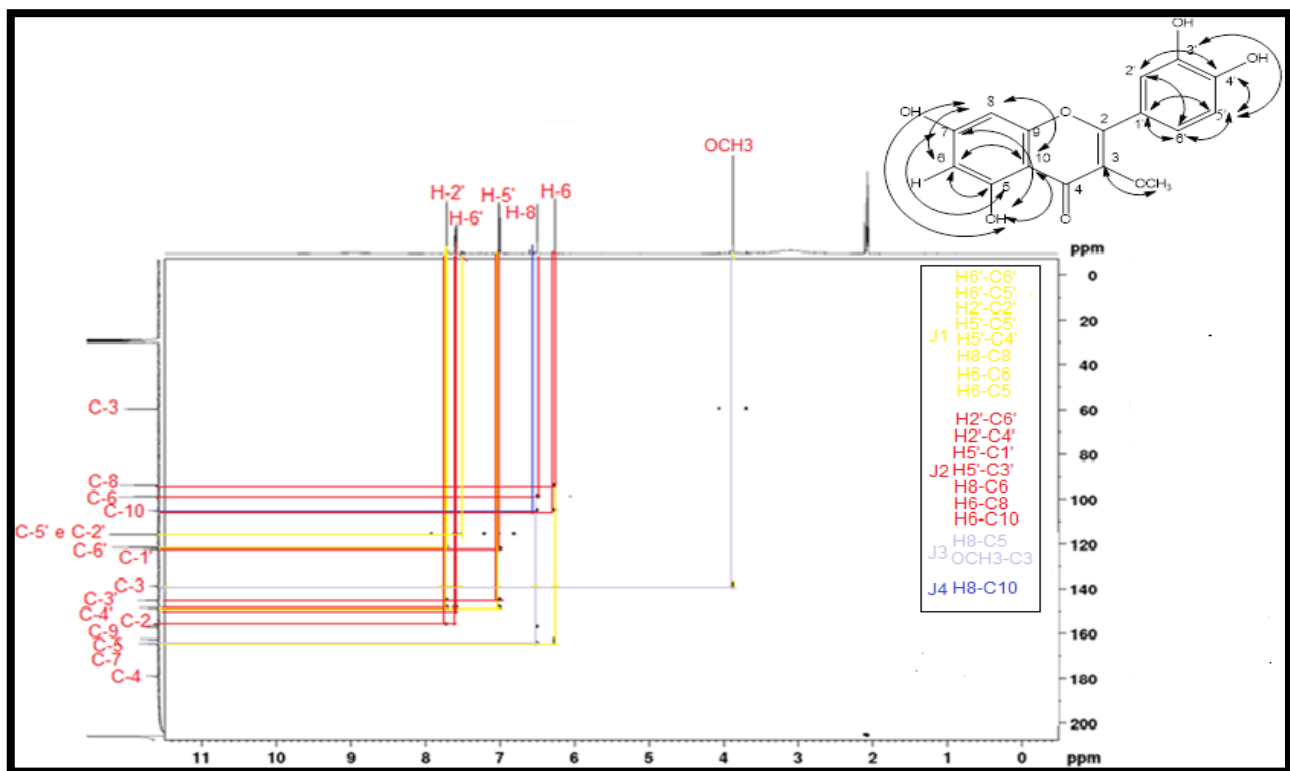 OH
3'
OH
2'
4'
8
OH
O
2
5'
7
9
1'
6'
6
10
3
H
5
4
O
CH₃
OH
O
OCH3
H-2'
H-5'
H-6
H-6'
H-8
ppm
0
20
40
60
80
100
120
140
160
180
200
C-3
C-8
C-6
C-10
C-5' e C-2'
C-6'
C-1'
C-3
C-3'
C-4'
C-2
C-9
C-5
C-7
C-4
H6'-C6'
H6'-C5'
H2'-C2'
H5'-C5'
J1 H5'-C4'
H8-C8
H6-C6
H6-C5
H2'-C6'
H2'-C4'
H5'-C1'
J2 H5'-C3'
H8-C6
H6-C8
H6-C10
J3 H8-C5
OCH3-C3
J4 H8-C10
11 10 9 8 7 6 5 4 3 2 1 0 ppm